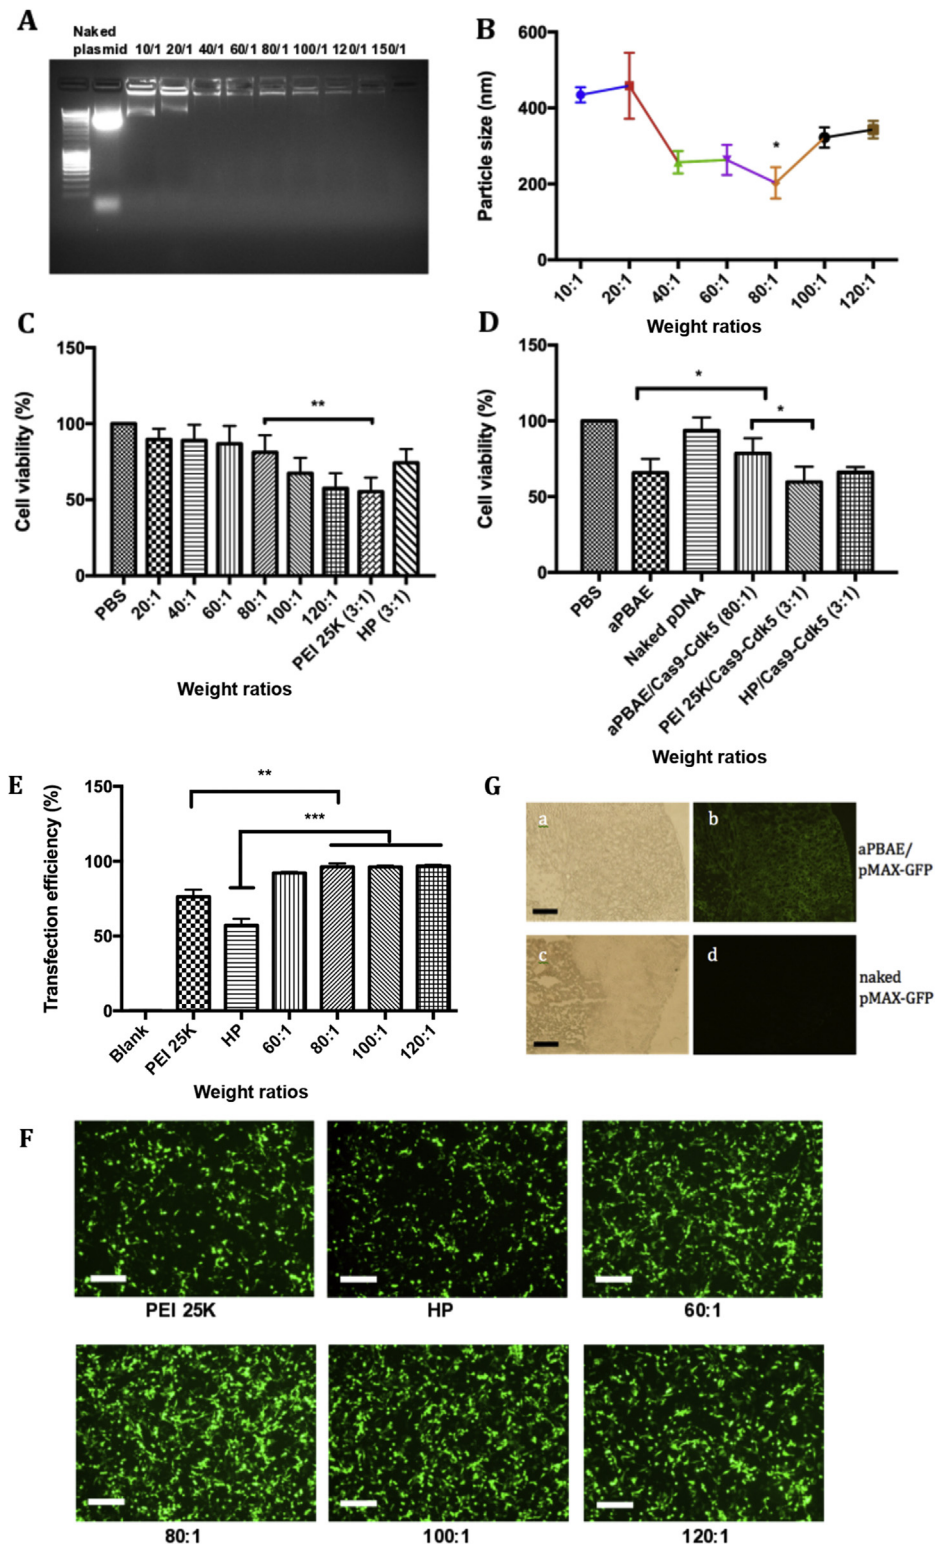 A
Naked
plasmid 10/1 20/1 40/1 60/1 80/1 100/1 120/1 150/1
B
600
400
200
0
Particle size (nm)
*
10:1 20:1 40:1 60:1 80:1 100:1 120:1
Weight ratios
C
150
100
50
0
Cell viability (%)
**
PBS 20:1 40:1 60:1 80:1 100:1 120:1 PEI 25K (3:1) HP (3:1)
Weight ratios
D
150
100
50
0
Cell viability (%)
*
*
PBS aPBAE Naked pDNA aPBAE/Cas9-Cdk5 (80:1) PEI 25K/Cas9-Cdk5 (3:1) HP/Cas9-Cdk5 (3:1)
Weight ratios
E
150
100
50
0
Transfection efficiency (%)
**
***
Blank PEI 25K HP 60:1 80:1 100:1 120:1
Weight ratios
G
a
b
aPBAE/
pMAX-GFP
c
d
naked
pMAX-GFP
F
PEI 25K
HP
60:1
80:1
100:1
120:1